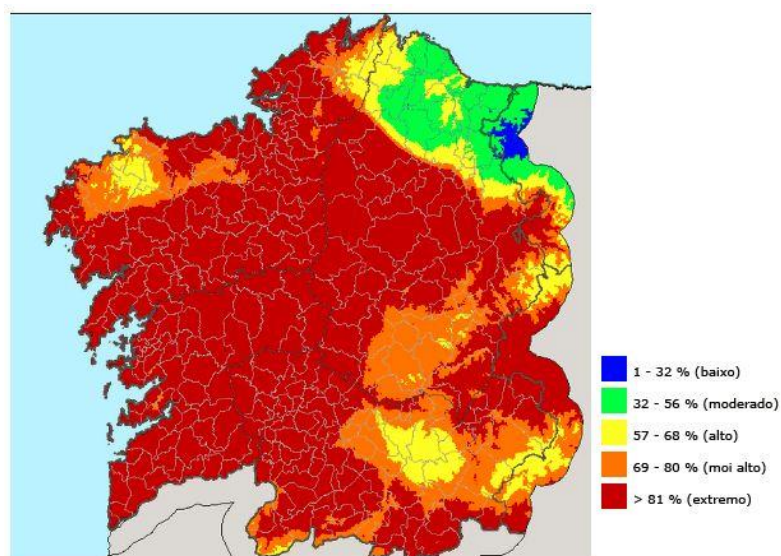 1 - 32 % (baixo)
32 - 56 % (moderado)
57 - 68 % (alto)
69 - 80 % (moi alto)
> 81 % (extremo)